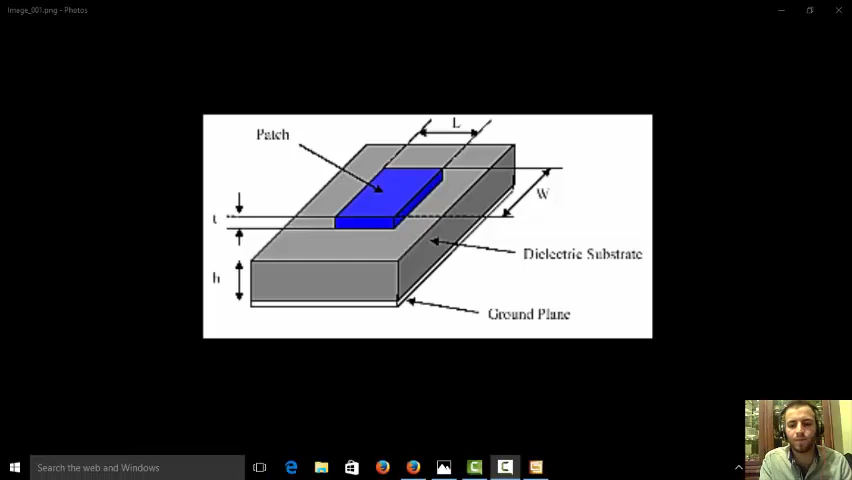 Image_001.png - Photos
L
Patch
W
t
Dielectric Substrate
h
Ground Plane
Search the web and Windows